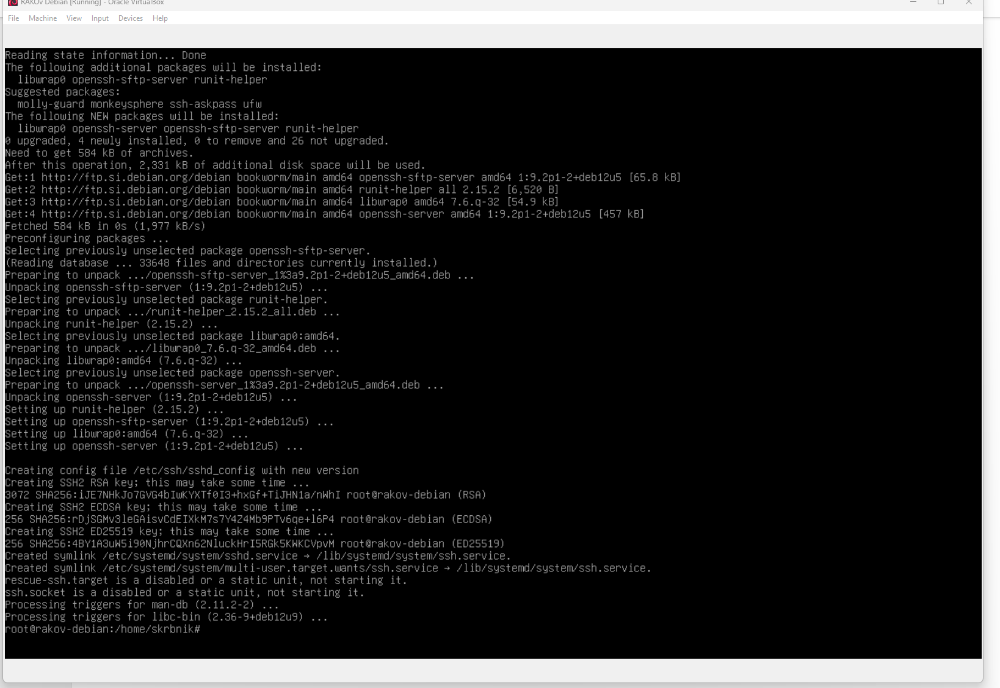 RAKOv Debian [Running] - Oracle VirtualBox
File Machine View Input Devices Help
Reading state information... Done
The following additional packages will be installed:
  libwrap0 openssh-sftp-server runit-helper
Suggested packages:
  molly-guard monkeysphere ssh-askpass ufw
The following NEW packages will be installed:
  libwrap0 openssh-server openssh-sftp-server runit-helper
0 upgraded, 4 newly installed, 0 to remove and 26 not upgraded.
Need to get 584 kB of archives.
After this operation, 2,331 kB of additional disk space will be used.
Get:1 http://ftp.si.debian.org/debian bookworm/main amd64 openssh-sftp-server amd64 1:9.2p1-2+deb12u5 [65.8 kB]
Get:2 http://ftp.si.debian.org/debian bookworm/main amd64 runit-helper all 2.15.2 [6,520 B]
Get:3 http://ftp.si.debian.org/debian bookworm/main amd64 libwrap0 amd64 7.6.q-32 [54.9 kB]
Get:4 http://ftp.si.debian.org/debian bookworm/main amd64 openssh-server amd64 1:9.2p1-2+deb12u5 [457 kB]
Fetched 584 kB in 0s (1,977 kB/s)
Preconfiguring packages ...
Selecting previously unselected package openssh-sftp-server.
(Reading database ... 33648 files and directories currently installed.)
Preparing to unpack .../openssh-sftp-server_1%3a9.2p1-2+deb12u5_amd64.deb ...
Unpacking openssh-sftp-server (1:9.2p1-2+deb12u5) ...
Selecting previously unselected package runit-helper.
Preparing to unpack .../runit-helper_2.15.2_all.deb ...
Unpacking runit-helper (2.15.2) ...
Selecting previously unselected package libwrap0:amd64.
Preparing to unpack .../libwrap0_7.6.q-32_amd64.deb ...
Unpacking libwrap0:amd64 (7.6.q-32) ...
Selecting previously unselected package openssh-server.
Preparing to unpack .../openssh-server_1%3a9.2p1-2+deb12u5_amd64.deb ...
Unpacking openssh-server (1:9.2p1-2+deb12u5) ...
Setting up runit-helper (2.15.2) ...
Setting up openssh-sftp-server (1:9.2p1-2+deb12u5) ...
Setting up libwrap0:amd64 (7.6.q-32) ...
Setting up openssh-server (1:9.2p1-2+deb12u5) ...

Creating config file /etc/ssh/sshd_config with new version
Creating SSH2 RSA key; this may take some time ...
3072 SHA256:iJE7NHkJo7GVG4bIwKYXTf0I3+hxGf+TiJHN1a/nWhI root@rakov-debian (RSA)
Creating SSH2 ECDSA key; this may take some time ...
256 SHA256:rDjSGMv3leGAisvCdEIXkM7s7Y4Z4Mb9PTv6qe+l6P4 root@rakov-debian (ECDSA)
Creating SSH2 ED25519 key; this may take some time ...
256 SHA256:4BY1A3uW5i90NjhrCQXn62NluckHrI5RGk5KWKCVpvM root@rakov-debian (ED25519)
Created symlink /etc/systemd/system/sshd.service → /lib/systemd/system/ssh.service.
Created symlink /etc/systemd/system/multi-user.target.wants/ssh.service → /lib/systemd/system/ssh.service.
rescue-ssh.target is a disabled or a static unit, not starting it.
ssh.socket is a disabled or a static unit, not starting it.
Processing triggers for man-db (2.11.2-2) ...
Processing triggers for libc-bin (2.36-9+deb12u9) ...
root@rakov-debian:/home/skrbnik#